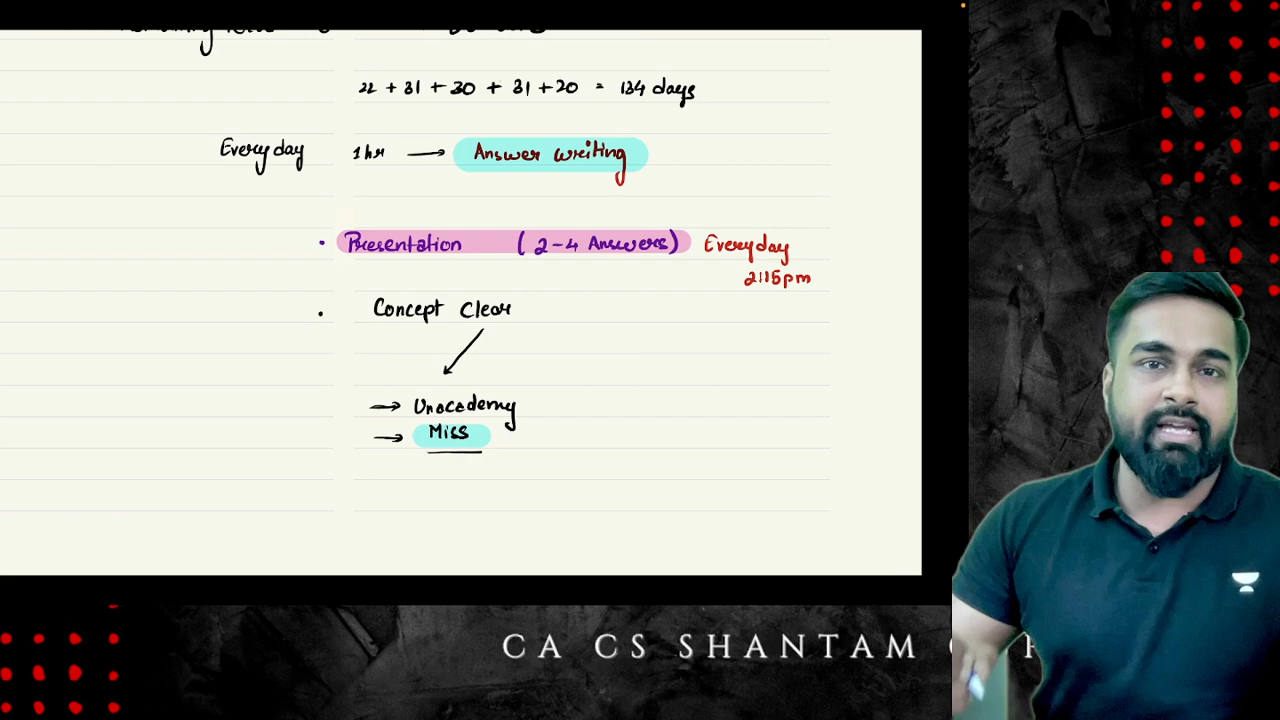 22 + 31 + 30 + 31 + 20 = 134 days
Everyday 1 hr → Answer writing
• Presentation ( 2-4 Answers) Everyday
2:15pm
• Concept Clear
→ Unacademy
→ Miss
CA CS SHANTAM